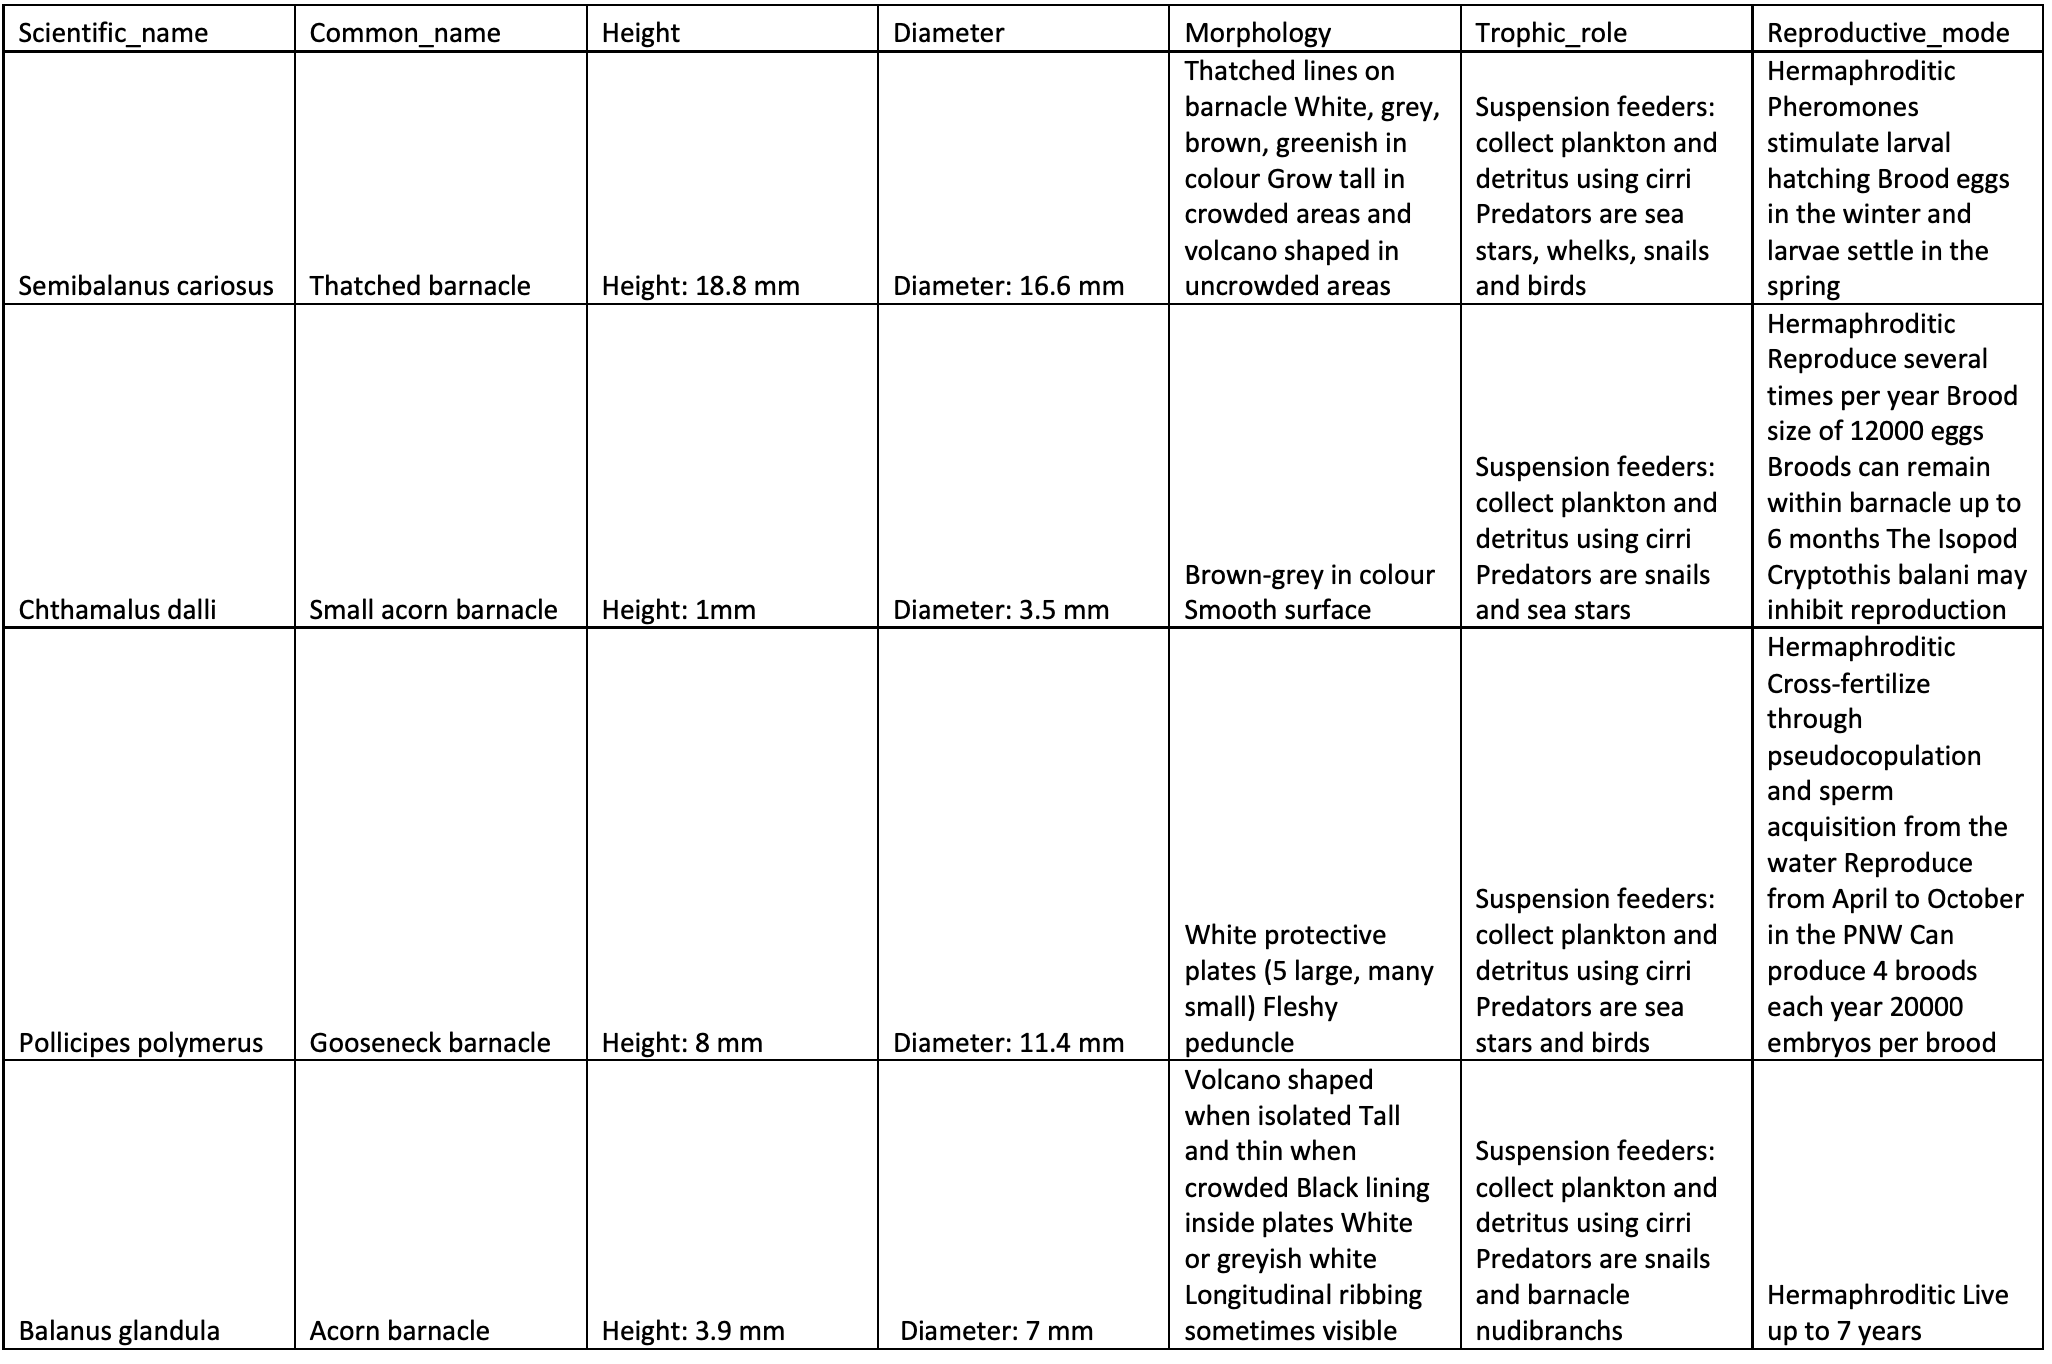 Scientific_name Common_name Height Diameter Morphology Trophic_role Reproductive_mode
Semibalanus cariosus
Thatched barnacle
Height: 18.8 mm
Diameter: 16.6 mm
Thatched lines on
barnacle White, grey,
brown, greenish in
colour Grow tall in
crowded areas and
volcano shaped in
uncrowded areas
Suspension feeders:
collect plankton and
detritus using cirri
Predators are sea
stars, whelks, snails
and birds
Hermaphroditic
Pheromones
stimulate larval
hatching Brood eggs
in the winter and
larvae settle in the
spring
Chthamalus dalli
Small acorn barnacle
Height: 1mm
Diameter: 3.5 mm
Brown-grey in colour
Smooth surface
Suspension feeders:
collect plankton and
detritus using cirri
Predators are snails
and sea stars
Hermaphroditic
Reproduce several
times per year Brood
size of 12000 eggs
Broods can remain
within barnacle up to
6 months The Isopod
Cryptothis balani may
inhibit reproduction
Pollicipes polymerus
Gooseneck barnacle
Height: 8 mm
Diameter: 11.4 mm
White protective
plates (5 large, many
small) Fleshy
peduncle
Suspension feeders:
collect plankton and
detritus using cirri
Predators are sea
stars and birds
Hermaphroditic
Cross-fertilize
through
pseudocopulation
and sperm
acquisition from the
water Reproduce
from April to October
in the PNW Can
produce 4 broods
each year 20000
embryos per brood
Balanus glandula
Acorn barnacle
Height: 3.9 mm
Diameter: 7 mm
Volcano shaped
when isolated Tall
and thin when
crowded Black lining
inside plates White
or greyish white
Longitudinal ribbing
sometimes visible
Suspension feeders:
collect plankton and
detritus using cirri
Predators are snails
and barnacle
nudibranchs
Hermaphroditic Live
up to 7 years